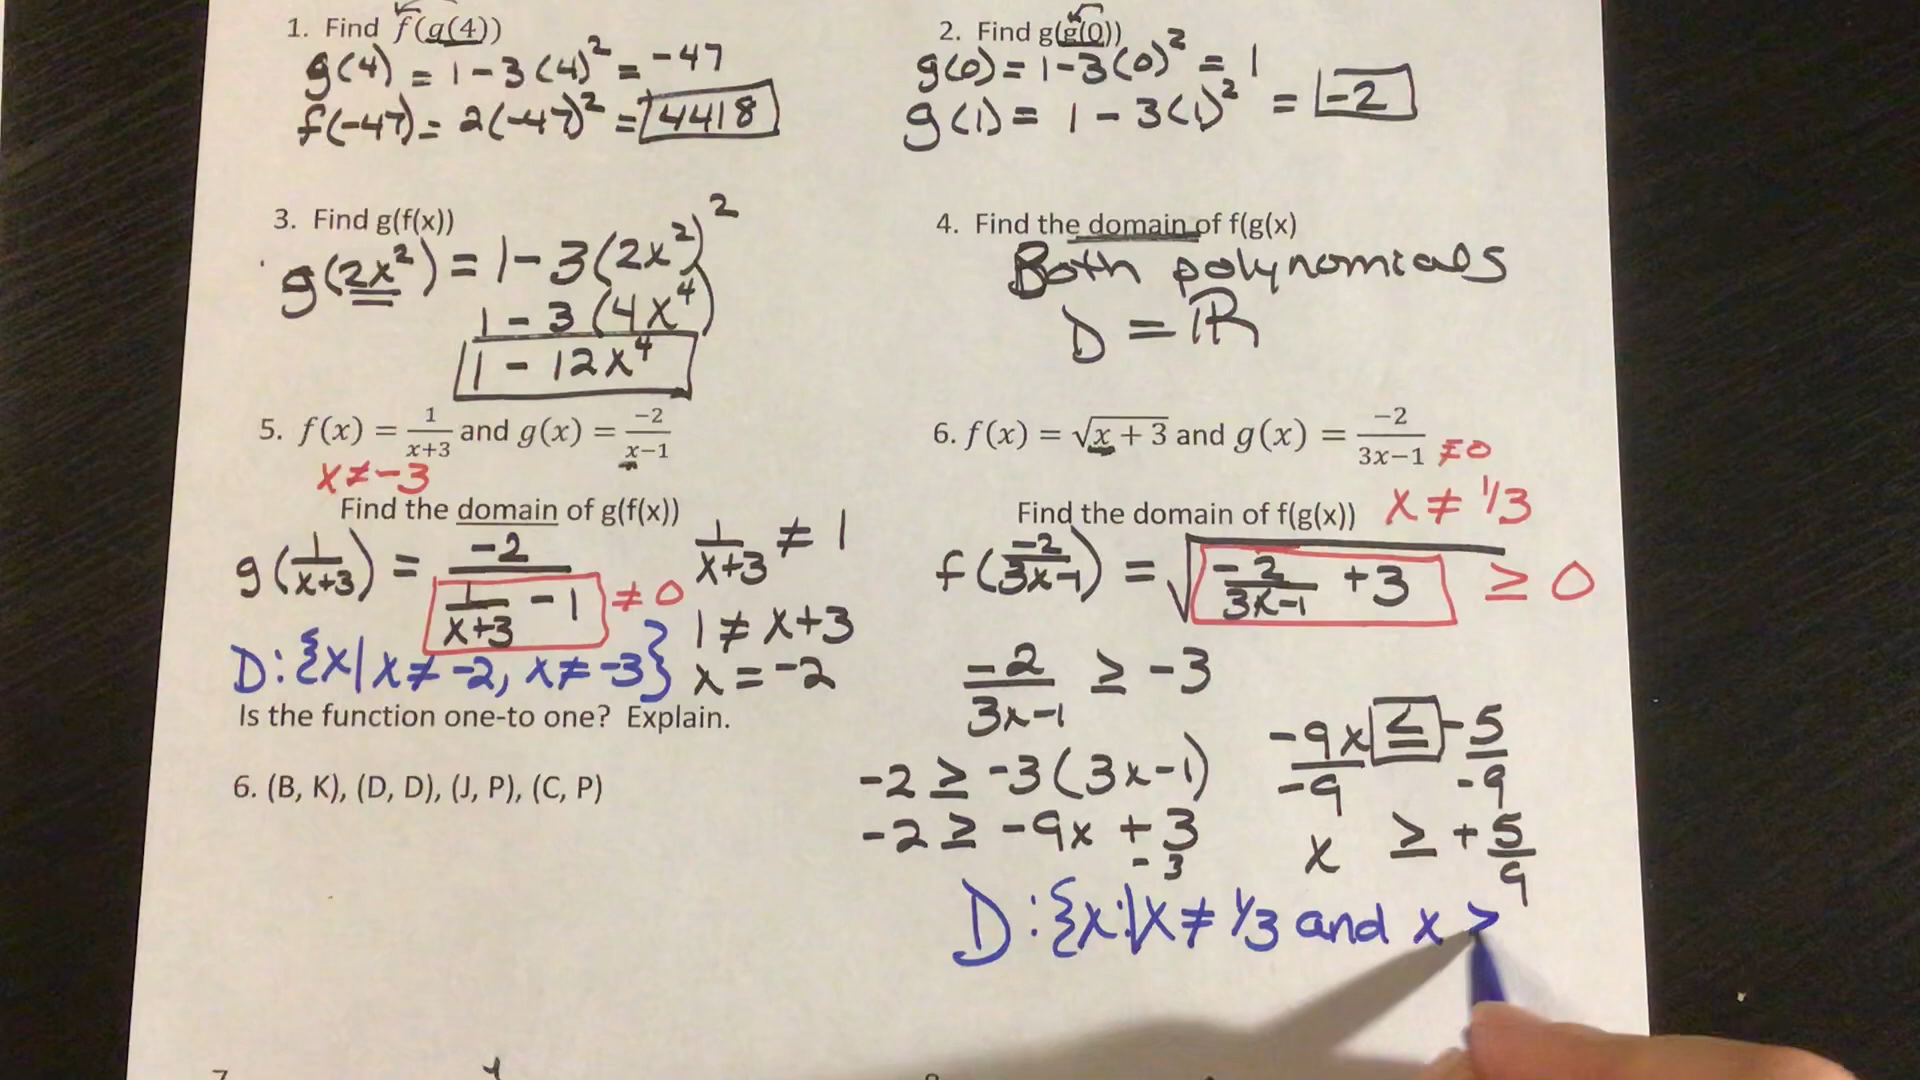 1. Find f(g(4))
g(4) = 1 - 3(4)² = -47
f(-47) = 2(-47)² = 4418
2. Find g(g(0))
g(0) = 1 - 3(0)² = 1
g(1) = 1 - 3(1)² = -2
3. Find g(f(x))
g(2x²) = 1 - 3(2x²)²
1 - 3(4x⁴)
1 - 12x⁴
4. Find the domain of f(g(x)
Both polynomials
D = ℝ
5. f(x) = 1/(x+3) and g(x) = -2/(x-1)
x ≠ -3
Find the domain of g(f(x))
g(1/(x+3)) = -2/(1/(x+3) - 1) ≠ 0
1/(x+3) ≠ 1
1 ≠ x+3
x = -2
D: {x | x ≠ -2, x ≠ -3}
6. f(x) = √(x + 3) and g(x) = -2/(3x-1) ≠ 0
Find the domain of f(g(x)) x ≠ 1/3
f(-2/(3x-1)) = √(-2/(3x-1) + 3) ≥ 0
-2/(3x-1) ≥ -3
-2 ≥ -3(3x-1)
-2 ≥ -9x + 3
- 3
-9x/-9 ≤ -5/-9
x ≥ +5/9
D: {x:|x ≠ 1/3 and x >
Is the function one-to one? Explain.
6. (B, K), (D, D), (J, P), (C, P)